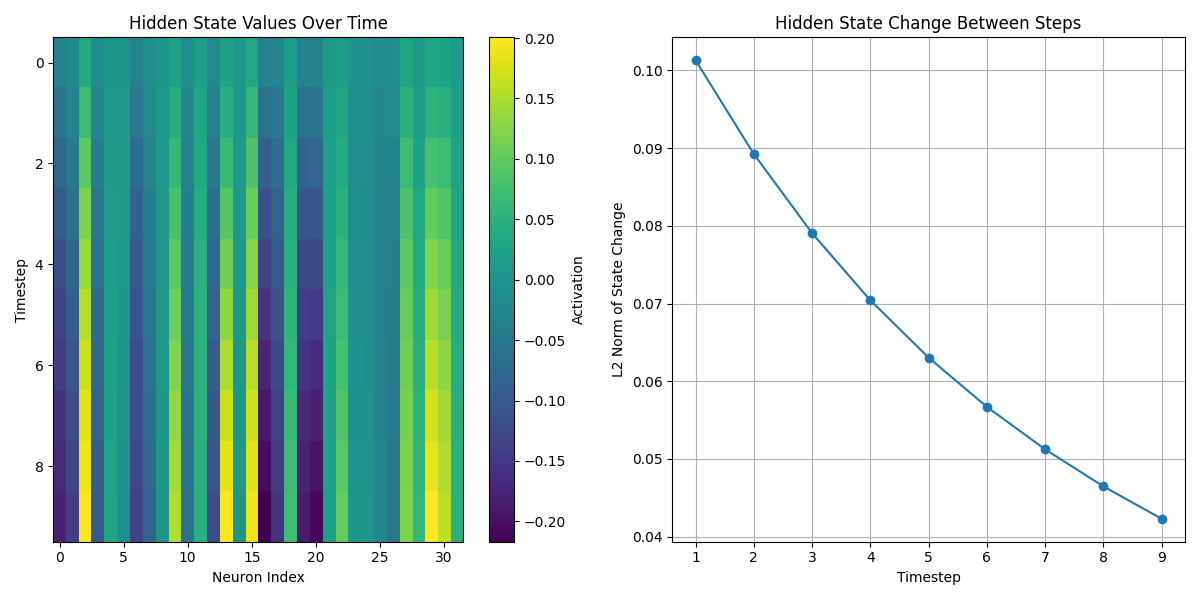 Hidden State Values Over Time
0
2
4
6
8
Timestep
0 5 10 15 20 25 30
Neuron Index
0.20
0.15
0.10
0.05
0.00
−0.05
−0.10
−0.15
−0.20
Activation
Hidden State Change Between Steps
0.10
0.09
0.08
0.07
0.06
0.05
0.04
L2 Norm of State Change
1 2 3 4 5 6 7 8 9
Timestep